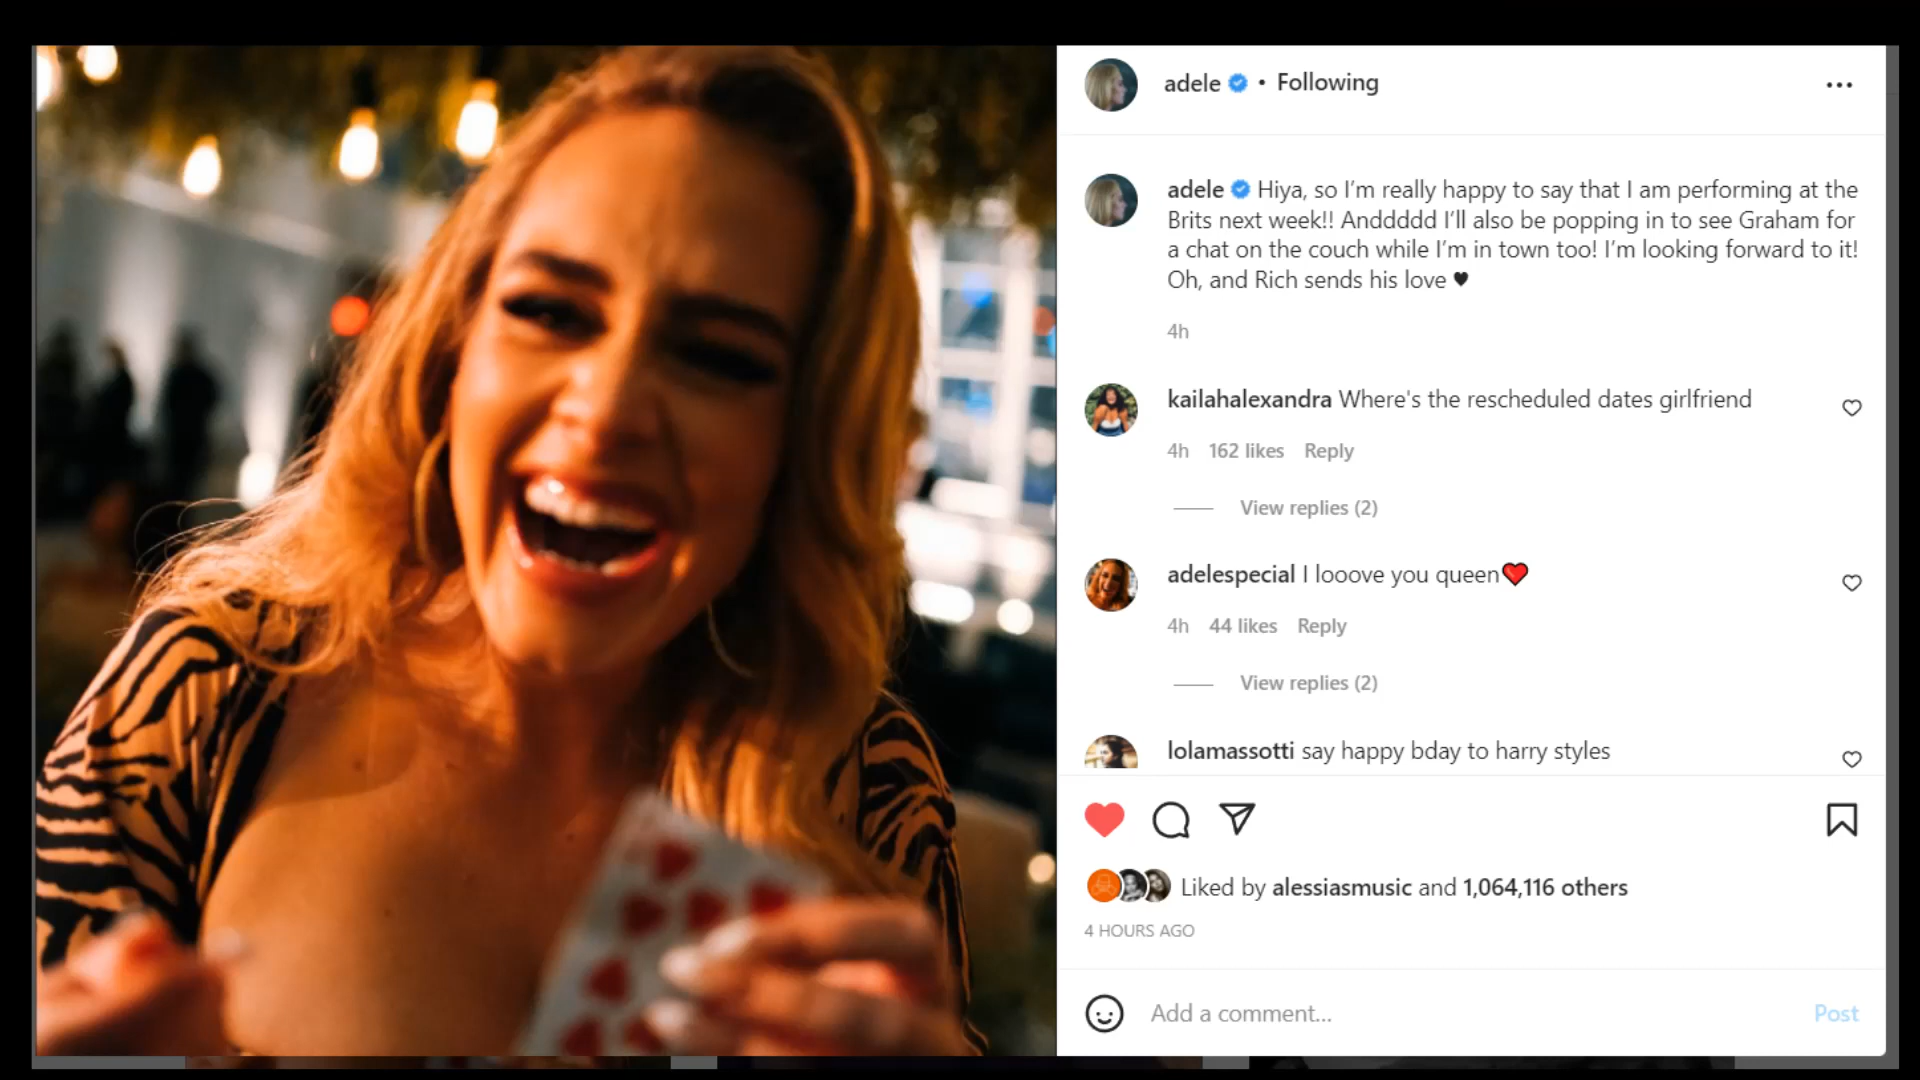 adele • Following
adele Hiya, so I’m really happy to say that I am performing at the
Brits next week!! Anddddd I’ll also be popping in to see Graham for
a chat on the couch while I’m in town too! I’m looking forward to it!
Oh, and Rich sends his love ♥
4h
kailahalexandra Where's the rescheduled dates girlfriend
4h 162 likes Reply
View replies (2)
adelespecial I looove you queen❤️
4h 44 likes Reply
View replies (2)
lolamassotti say happy bday to harry styles
Liked by alessiasmusic and 1,064,116 others
4 HOURS AGO
Add a comment... Post